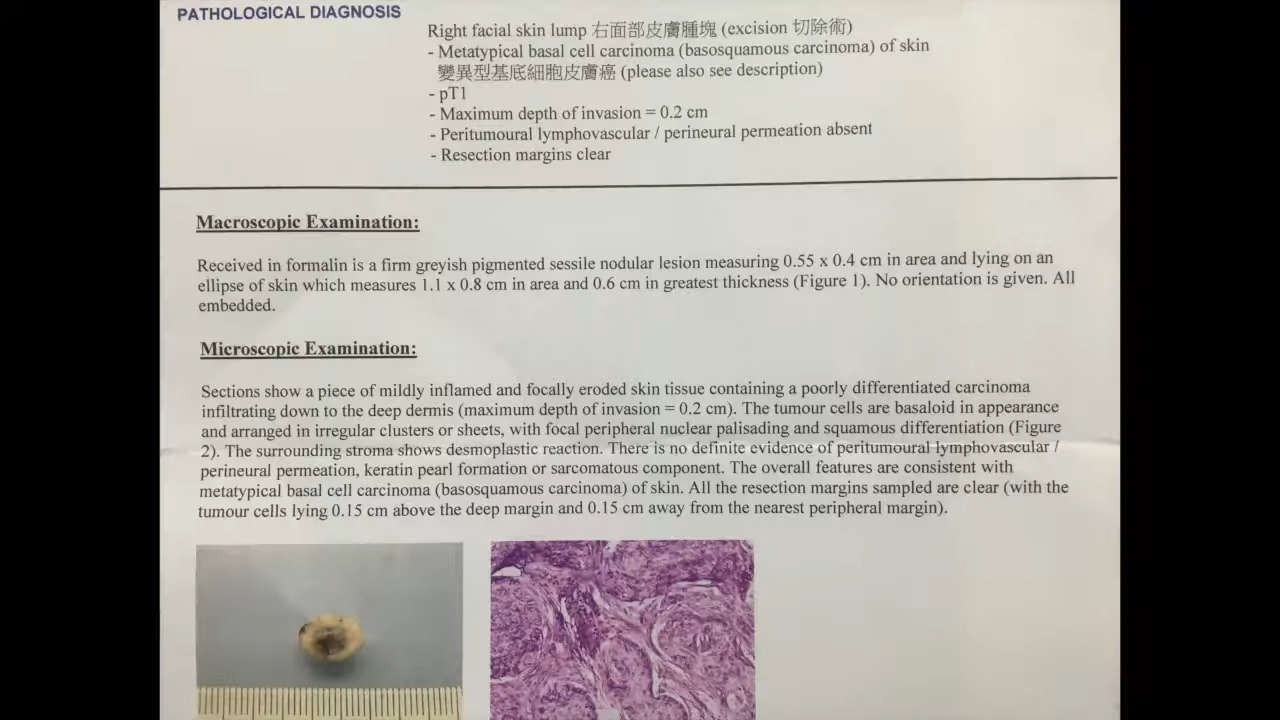 PATHOLOGICAL DIAGNOSIS
Right facial skin lump 右面部皮膚腫塊 (excision 切除術)
- Metatypical basal cell carcinoma (basosquamous carcinoma) of skin
變異型基底細胞皮膚癌 (please also see description)
- pT1
- Maximum depth of invasion = 0.2 cm
- Peritumoural lymphovascular / perineural permeation absent
- Resection margins clear
Macroscopic Examination:
Received in formalin is a firm greyish pigmented sessile nodular lesion measuring 0.55 x 0.4 cm in area and lying on an
ellipse of skin which measures 1.1 x 0.8 cm in area and 0.6 cm in greatest thickness (Figure 1). No orientation is given. All
embedded.
Microscopic Examination:
Sections show a piece of mildly inflamed and focally eroded skin tissue containing a poorly differentiated carcinoma
infiltrating down to the deep dermis (maximum depth of invasion = 0.2 cm). The tumour cells are basaloid in appearance
and arranged in irregular clusters or sheets, with focal peripheral nuclear palisading and squamous differentiation (Figure
2). The surrounding stroma shows desmoplastic reaction. There is no definite evidence of peritumoural lymphovascular /
perineural permeation, keratin pearl formation or sarcomatous component. The overall features are consistent with
metatypical basal cell carcinoma (basosquamous carcinoma) of skin. All the resection margins sampled are clear (with the
tumour cells lying 0.15 cm above the deep margin and 0.15 cm away from the nearest peripheral margin).